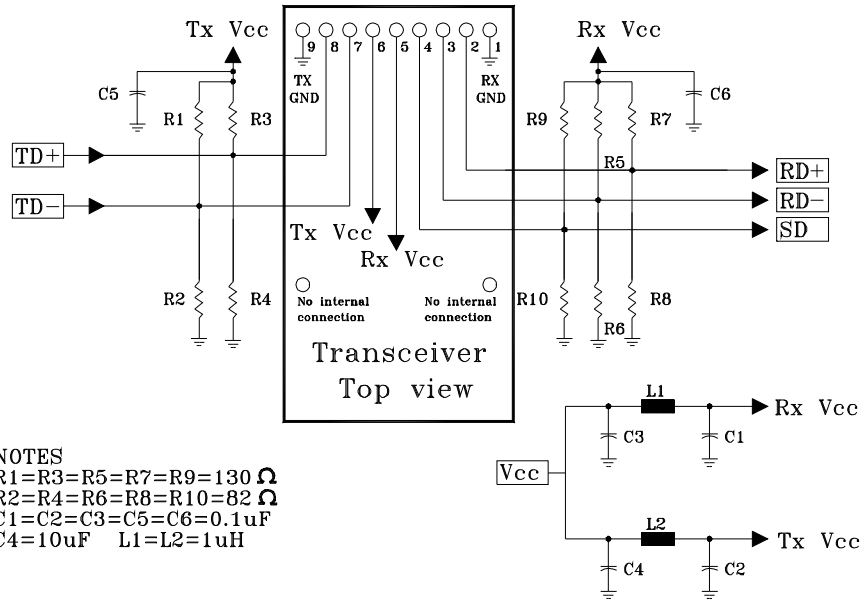 Tx Vcc
Rx Vcc
9 8 7 6 5 4 3 2 1
TX
GND
RX
GND
C5
R1
R3
R9
R7
C6
TD+
R5
RD+
TD-
RD-
SD
Tx Vcc
Rx Vcc
R2
R4
No internal
connection
No internal
connection
R10
R8
R6
Transceiver
Top view
L1
Rx Vcc
C3
C1
Vcc
L2
Tx Vcc
C4
C2
NOTES
R1=R3=R5=R7=R9=130 Ω
R2=R4=R6=R8=R10=82 Ω
C1=C2=C3=C5=C6=0.1uF
C4=10uF L1=L2=1uH